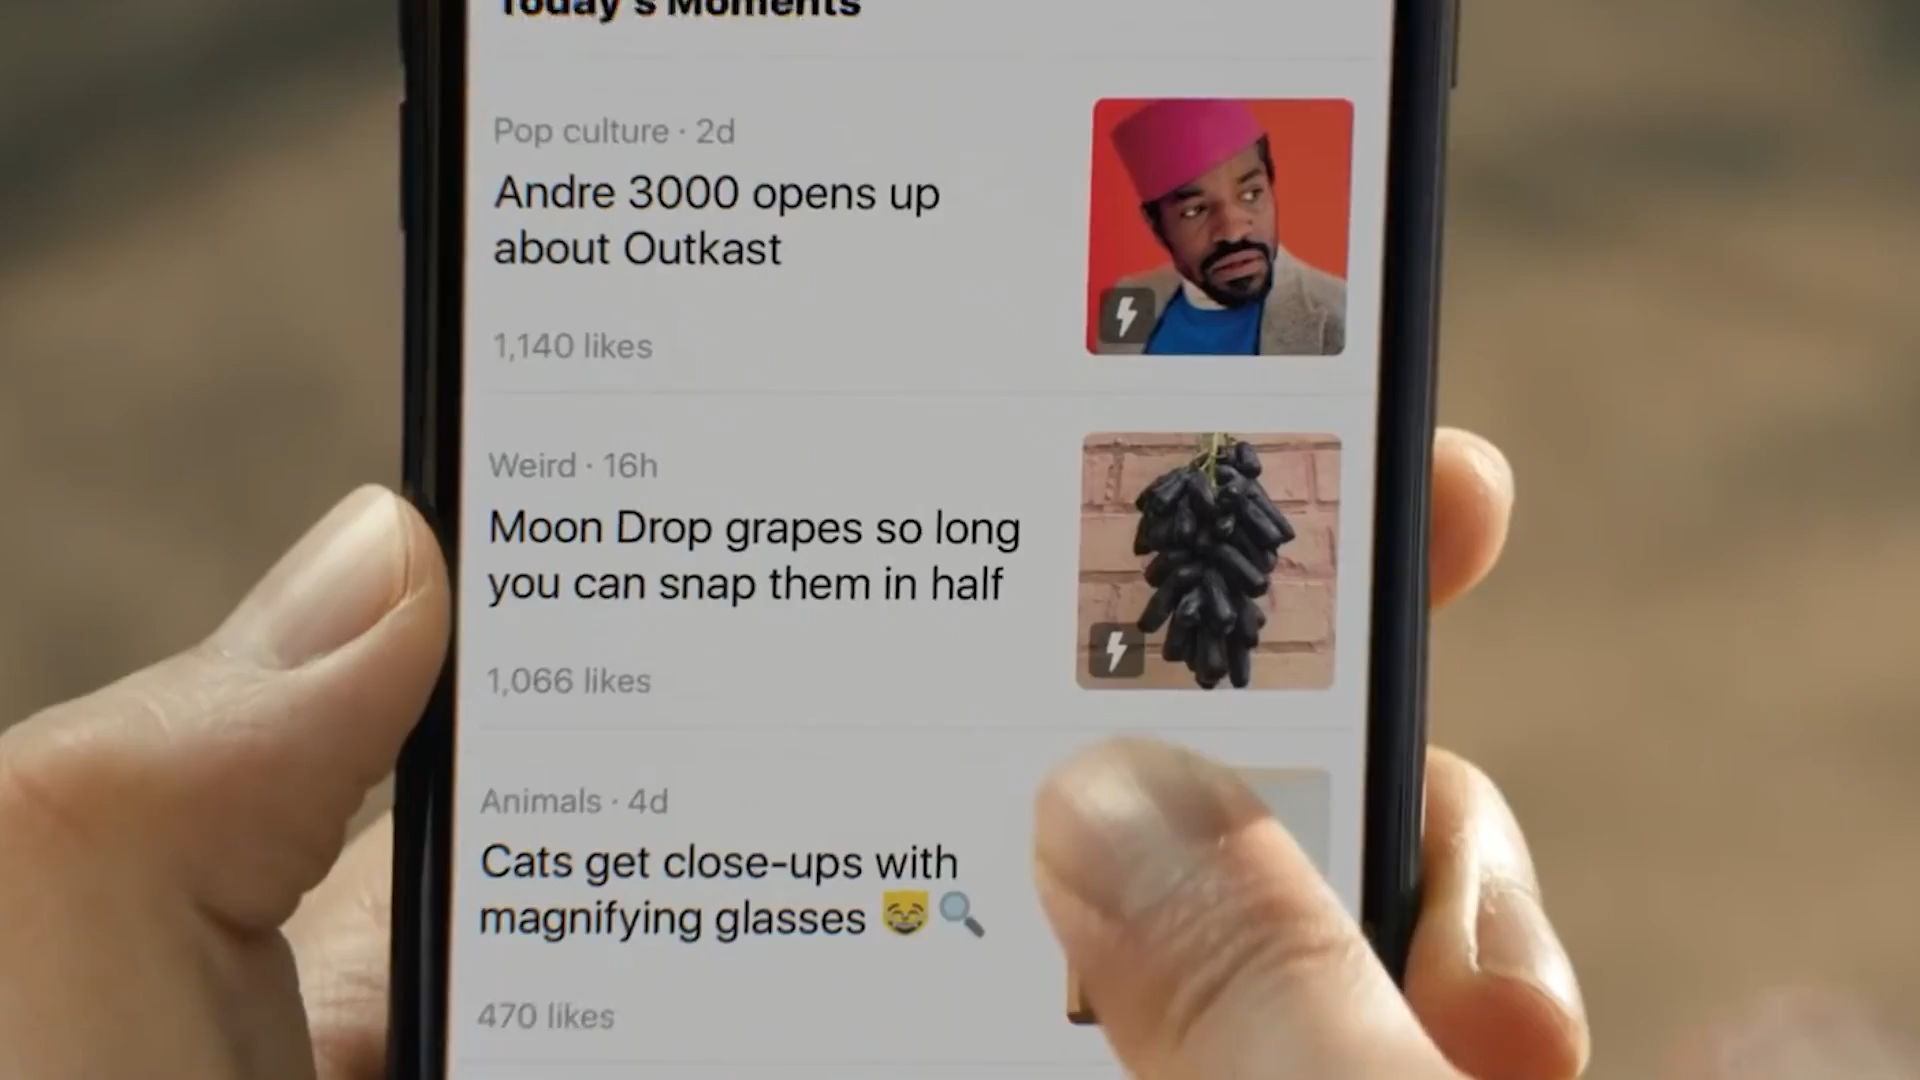 Today's Moments
Pop culture · 2d
Andre 3000 opens up
about Outkast
1,140 likes
Weird · 16h
Moon Drop grapes so long
you can snap them in half
1,066 likes
Animals · 4d
Cats get close-ups with
magnifying glasses 😹🔍
470 likes